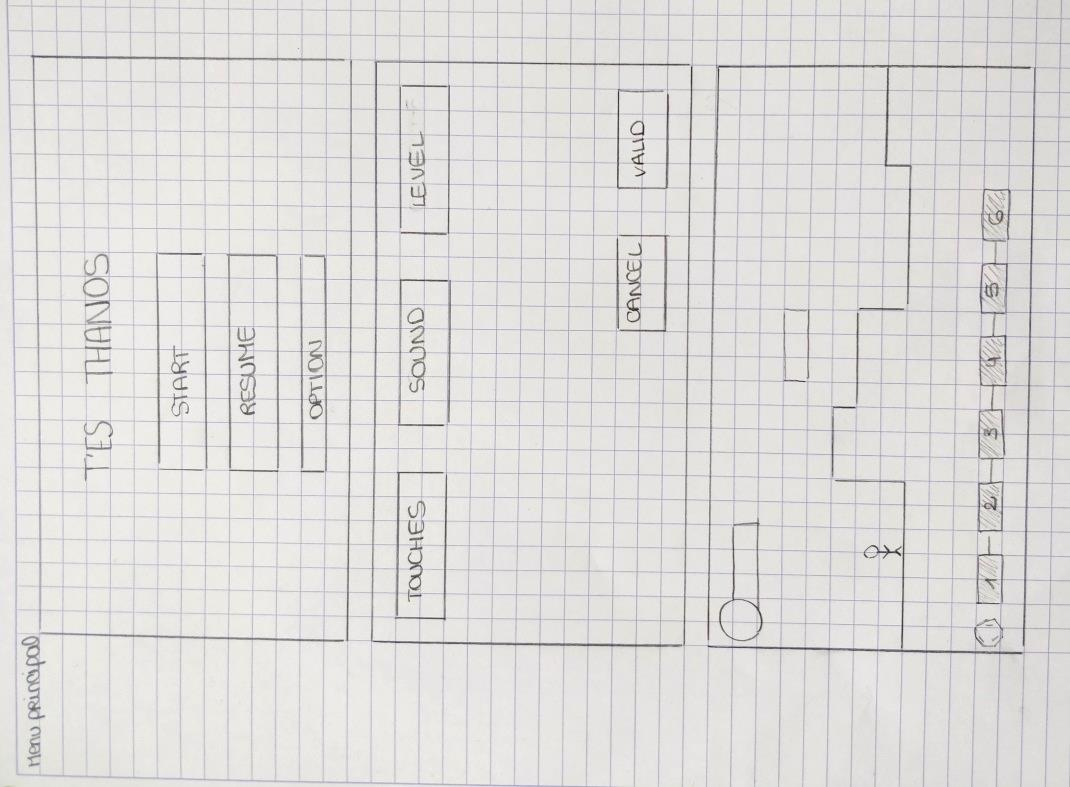 Menu principal
T'ES THANOS
START
RESUME
OPTION
TOUCHES SOUND LEVEL
CANCEL VALID
1 2 3 4 5 6